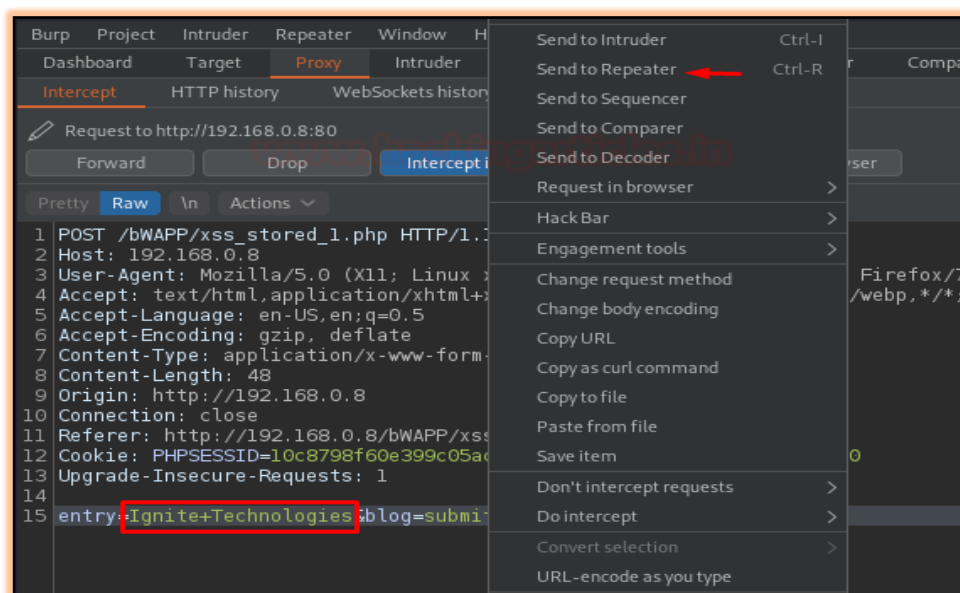 Burp Project Intruder Repeater Window H
Dashboard Target Proxy Intruder r Compa
Intercept HTTP history WebSockets history
Request to http://192.168.0.8:80
Forward Drop Intercept i ser
Pretty Raw \n Actions
1 POST /bWAPP/xss_stored_1.php HTTP/1.1
2 Host: 192.168.0.8
3 User-Agent: Mozilla/5.0 (X11; Linux x Firefox/7
4 Accept: text/html,application/xhtml+x /webp,*/*;
5 Accept-Language: en-US,en;q=0.5
6 Accept-Encoding: gzip, deflate
7 Content-Type: application/x-www-form-
8 Content-Length: 48
9 Origin: http://192.168.0.8
10 Connection: close
11 Referer: http://192.168.0.8/bWAPP/xss
12 Cookie: PHPSESSID=10c8798f60e399c05ac 0
13 Upgrade-Insecure-Requests: 1
14
15 entry=Ignite+Technologies&blog=submit
Send to Intruder Ctrl-I
Send to Repeater Ctrl-R
Send to Sequencer
Send to Comparer
Send to Decoder
Request in browser >
Hack Bar >
Engagement tools >
Change request method
Change body encoding
Copy URL
Copy as curl command
Copy to file
Paste from file
Save item
Don't intercept requests >
Do intercept >
Convert selection >
URL-encode as you type